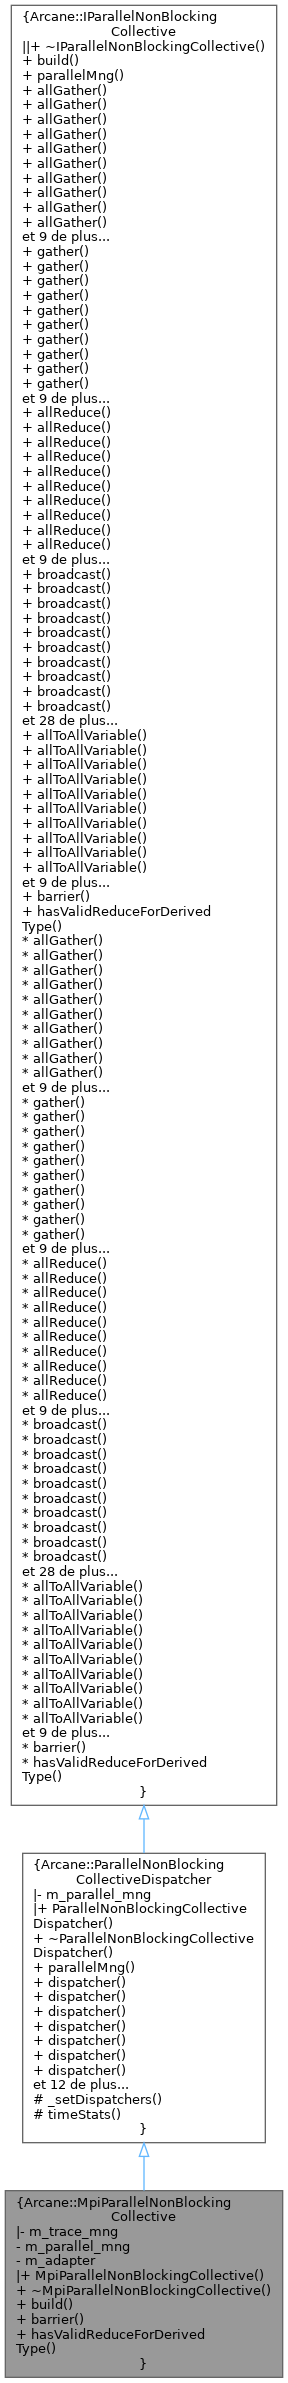 {Arcane::IParallelNonBlocking
Collective
||+ ~IParallelNonBlockingCollective()
+ build()
+ parallelMng()
+ allGather()
+ allGather()
+ allGather()
+ allGather()
+ allGather()
+ allGather()
+ allGather()
+ allGather()
+ allGather()
+ allGather()
et 9 de plus...
+ gather()
+ gather()
+ gather()
+ gather()
+ gather()
+ gather()
+ gather()
+ gather()
+ gather()
+ gather()
et 9 de plus...
+ allReduce()
+ allReduce()
+ allReduce()
+ allReduce()
+ allReduce()
+ allReduce()
+ allReduce()
+ allReduce()
+ allReduce()
+ allReduce()
et 9 de plus...
+ broadcast()
+ broadcast()
+ broadcast()
+ broadcast()
+ broadcast()
+ broadcast()
+ broadcast()
+ broadcast()
+ broadcast()
+ broadcast()
et 28 de plus...
+ allToAllVariable()
+ allToAllVariable()
+ allToAllVariable()
+ allToAllVariable()
+ allToAllVariable()
+ allToAllVariable()
+ allToAllVariable()
+ allToAllVariable()
+ allToAllVariable()
+ allToAllVariable()
et 9 de plus...
+ barrier()
+ hasValidReduceForDerived
Type()
* allGather()
* allGather()
* allGather()
* allGather()
* allGather()
* allGather()
* allGather()
* allGather()
* allGather()
* allGather()
et 9 de plus...
* gather()
* gather()
* gather()
* gather()
* gather()
* gather()
* gather()
* gather()
* gather()
* gather()
et 9 de plus...
* allReduce()
* allReduce()
* allReduce()
* allReduce()
* allReduce()
* allReduce()
* allReduce()
* allReduce()
* allReduce()
* allReduce()
et 9 de plus...
* broadcast()
* broadcast()
* broadcast()
* broadcast()
* broadcast()
* broadcast()
* broadcast()
* broadcast()
* broadcast()
* broadcast()
et 28 de plus...
* allToAllVariable()
* allToAllVariable()
* allToAllVariable()
* allToAllVariable()
* allToAllVariable()
* allToAllVariable()
* allToAllVariable()
* allToAllVariable()
* allToAllVariable()
* allToAllVariable()
et 9 de plus...
* barrier()
* hasValidReduceForDerived
Type()
}
{Arcane::ParallelNonBlocking
CollectiveDispatcher
|- m_parallel_mng
|+ ParallelNonBlockingCollective
Dispatcher()
+ ~ParallelNonBlockingCollective
Dispatcher()
+ parallelMng()
+ dispatcher()
+ dispatcher()
+ dispatcher()
+ dispatcher()
+ dispatcher()
+ dispatcher()
+ dispatcher()
et 12 de plus...
# _setDispatchers()
# timeStats()
}
{Arcane::MpiParallelNonBlocking
Collective
|- m_trace_mng
- m_parallel_mng
- m_adapter
|+ MpiParallelNonBlockingCollective()
+ ~MpiParallelNonBlockingCollective()
+ build()
+ barrier()
+ hasValidReduceForDerived
Type()
}